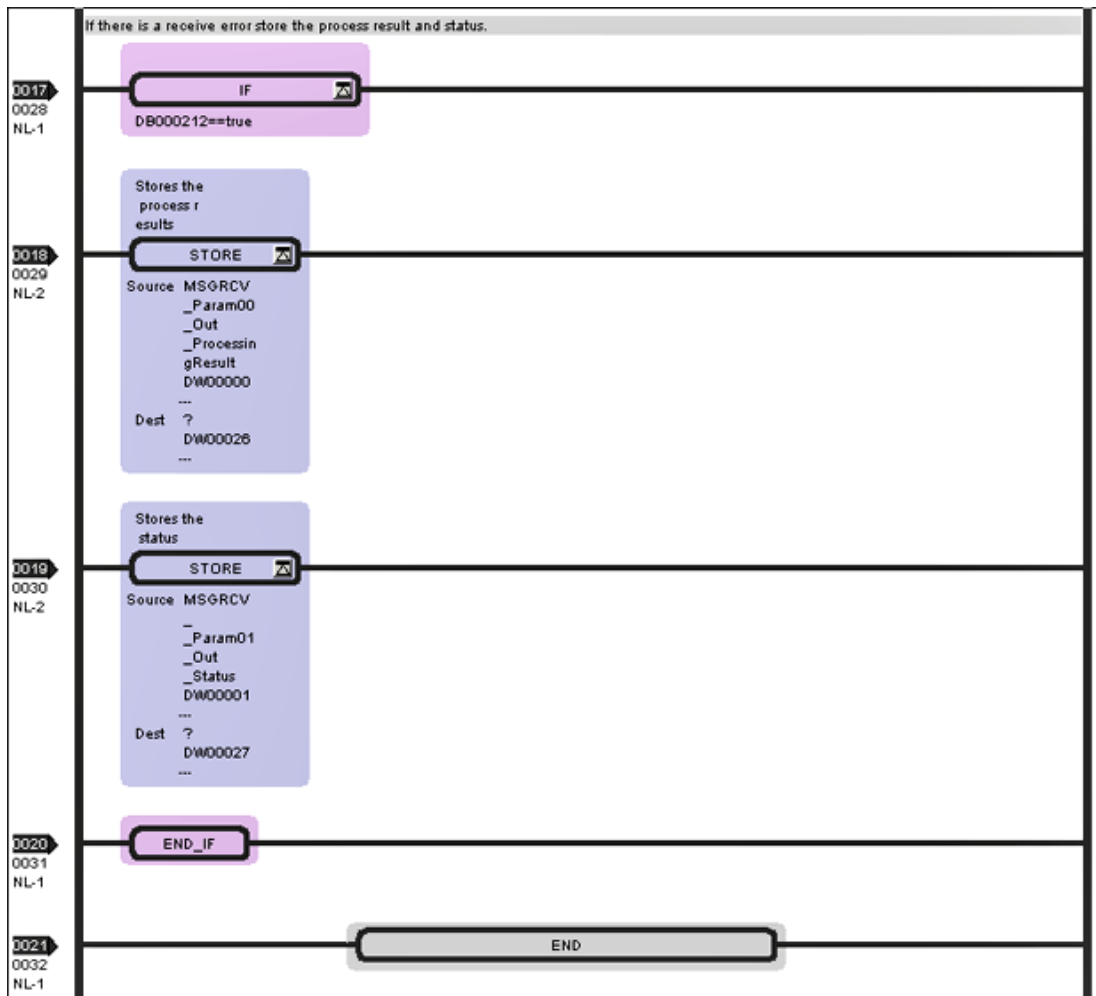 If there is a receive error store the process result and status.
0017
IF
0028
NL-1
DB000212==true
Stores the
process r
esults
0018
STORE
0029
NL-2
Source MSGRCV
_Param00
_Out
_Processin
gResult
DW00000
...
Dest ?
DW00026
...
Stores the
status
0019
STORE
0030
NL-2
Source MSGRCV
_
_Param01
_Out
_Status
DW00001
...
Dest ?
DW00027
...
0020
END_IF
0031
NL-1
0021
END
0032
NL-1